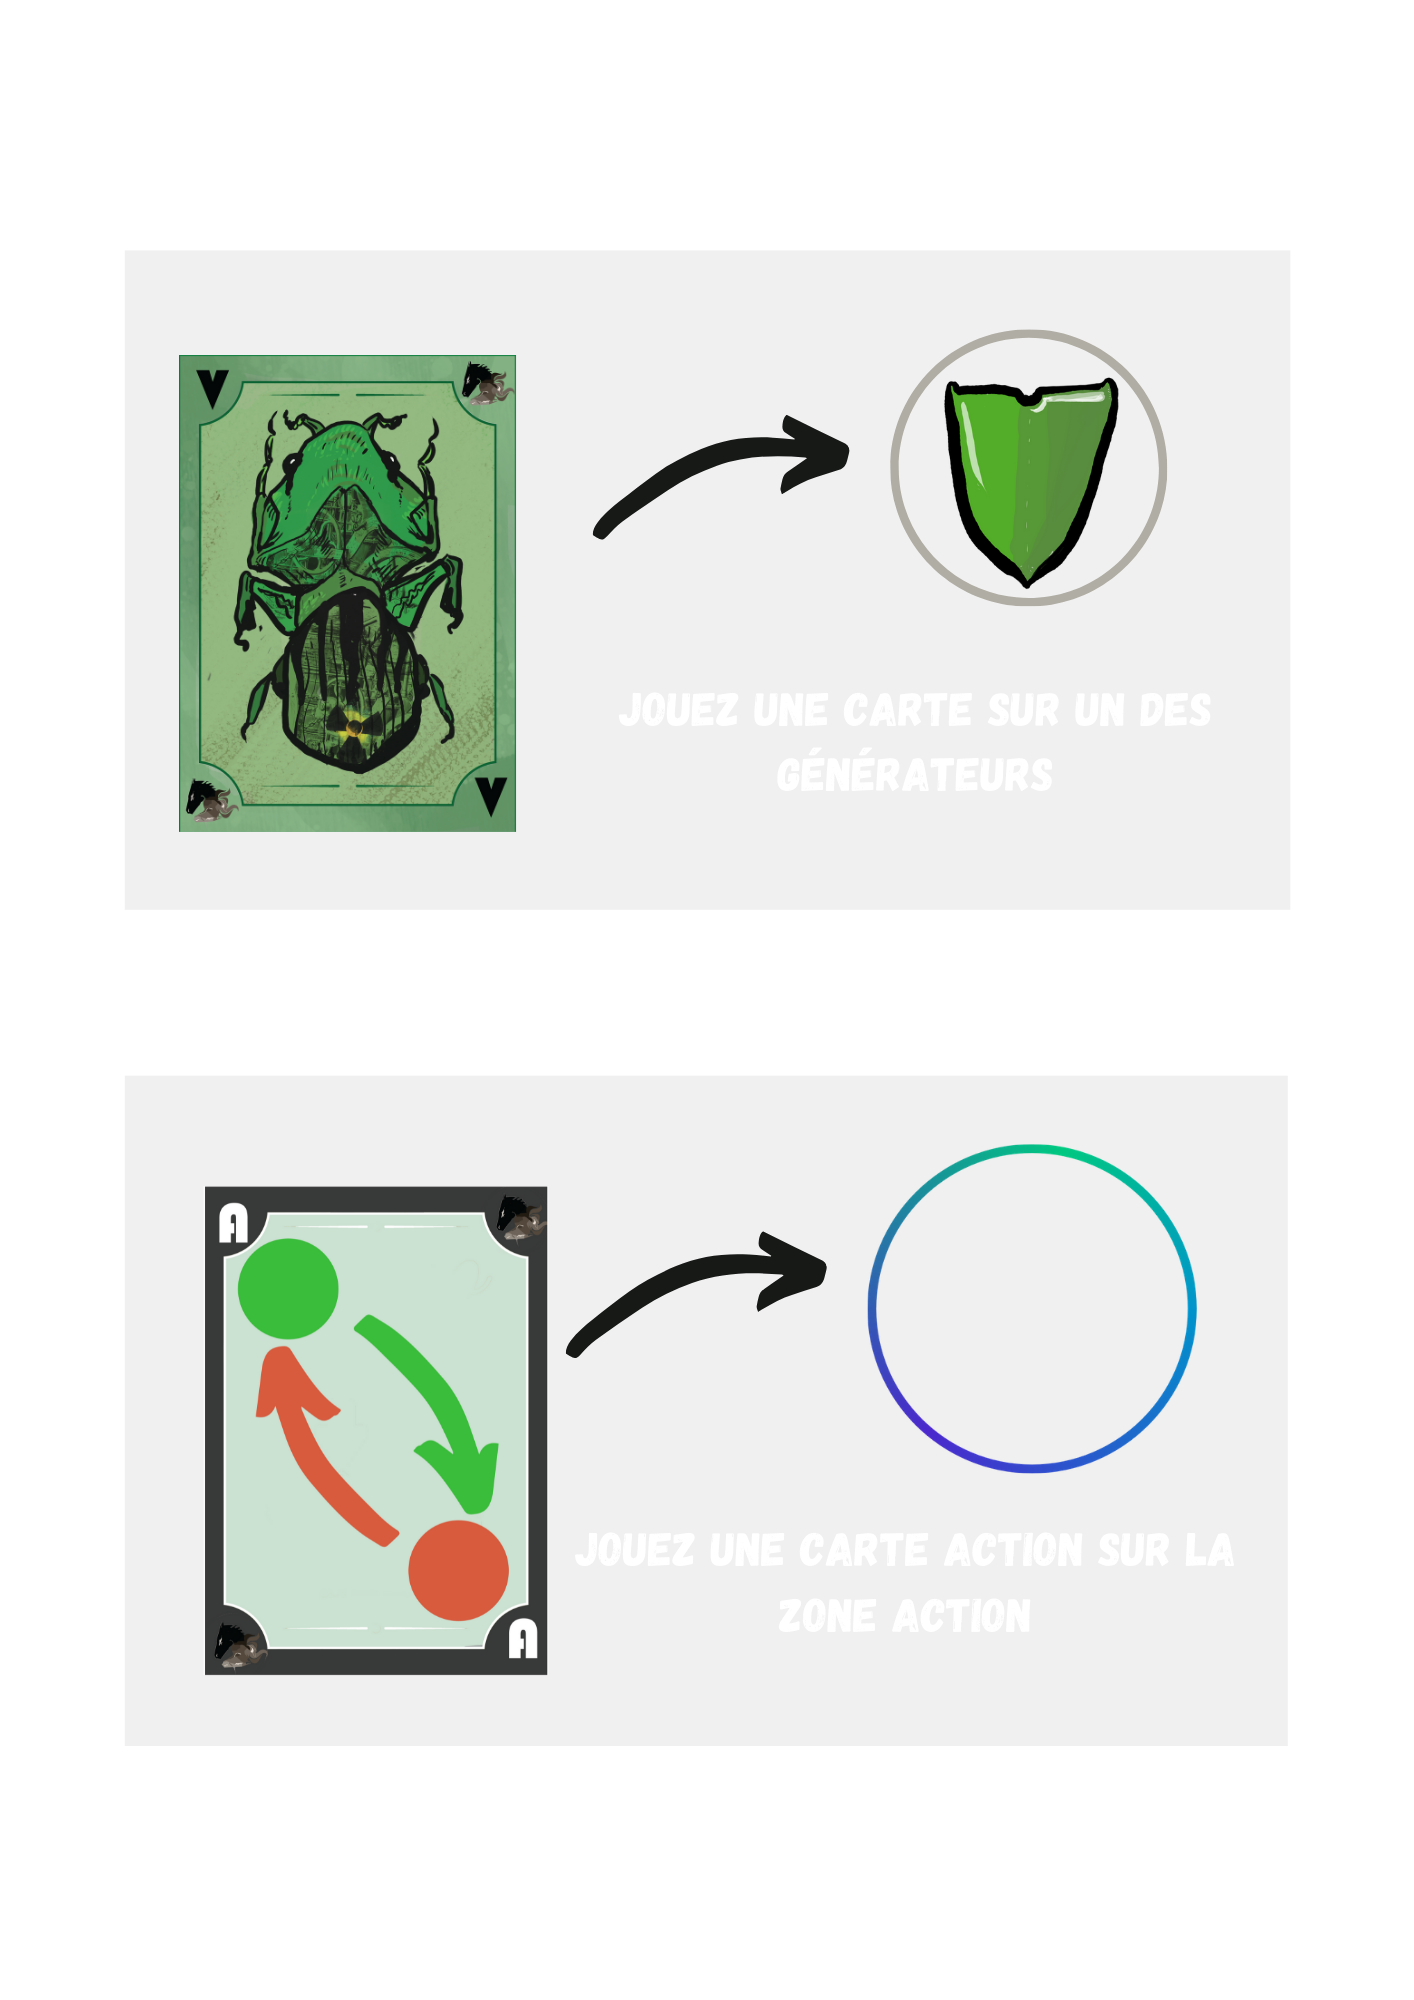 V
V
JOUEZ UNE CARTE SUR UN DES
GÉNÉRATEURS
A
A
JOUEZ UNE CARTE ACTION SUR LA
ZONE ACTION